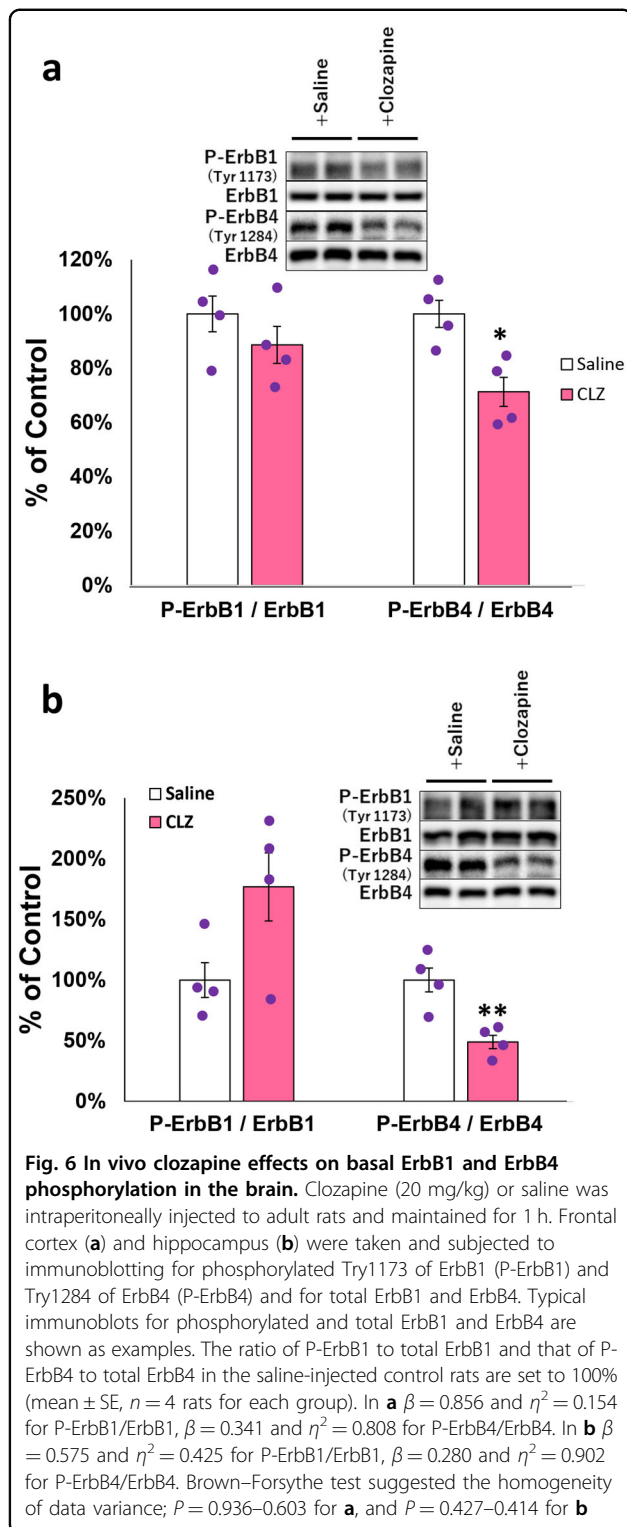 a
+Saline
+Clozapine
P-ErbB1
(Tyr 1173)
ErbB1
P-ErbB4
(Tyr 1284)
ErbB4
120%
100%
80%
60%
40%
20%
0%
% of Control
*
Saline
CLZ
P-ErbB1 / ErbB1
P-ErbB4 / ErbB4
b
+Saline
+Clozapine
P-ErbB1
(Tyr 1173)
ErbB1
P-ErbB4
(Tyr 1284)
ErbB4
Saline
CLZ
250%
200%
150%
100%
50%
0%
% of Control
**
P-ErbB1 / ErbB1
P-ErbB4 / ErbB4
Fig. 6 In vivo clozapine effects on basal ErbB1 and ErbB4
phosphorylation in the brain. Clozapine (20 mg/kg) or saline was
intraperitoneally injected to adult rats and maintained for 1 h. Frontal
cortex (a) and hippocampus (b) were taken and subjected to
immunoblotting for phosphorylated Try1173 of ErbB1 (P-ErbB1) and
Try1284 of ErbB4 (P-ErbB4) and for total ErbB1 and ErbB4. Typical
immunoblots for phosphorylated and total ErbB1 and ErbB4 are
shown as examples. The ratio of P-ErbB1 to total ErbB1 and that of P-
ErbB4 to total ErbB4 in the saline-injected control rats are set to 100%
(mean ± SE, n = 4 rats for each group). In a β = 0.856 and η² = 0.154
for P-ErbB1/ErbB1, β = 0.341 and η² = 0.808 for P-ErbB4/ErbB4. In b β
= 0.575 and η² = 0.425 for P-ErbB1/ErbB1, β = 0.280 and η² = 0.902
for P-ErbB4/ErbB4. Brown–Forsythe test suggested the homogeneity
of data variance; P = 0.936–0.603 for a, and P = 0.427–0.414 for b